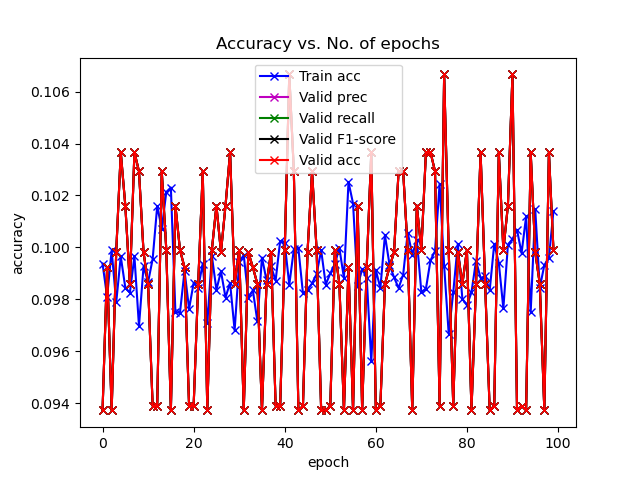 Accuracy vs. No. of epochs
Train acc
Valid prec
Valid recall
Valid F1-score
Valid acc
accuracy
0.106
0.104
0.102
0.100
0.098
0.096
0.094
0 20 40 60 80 100
epoch